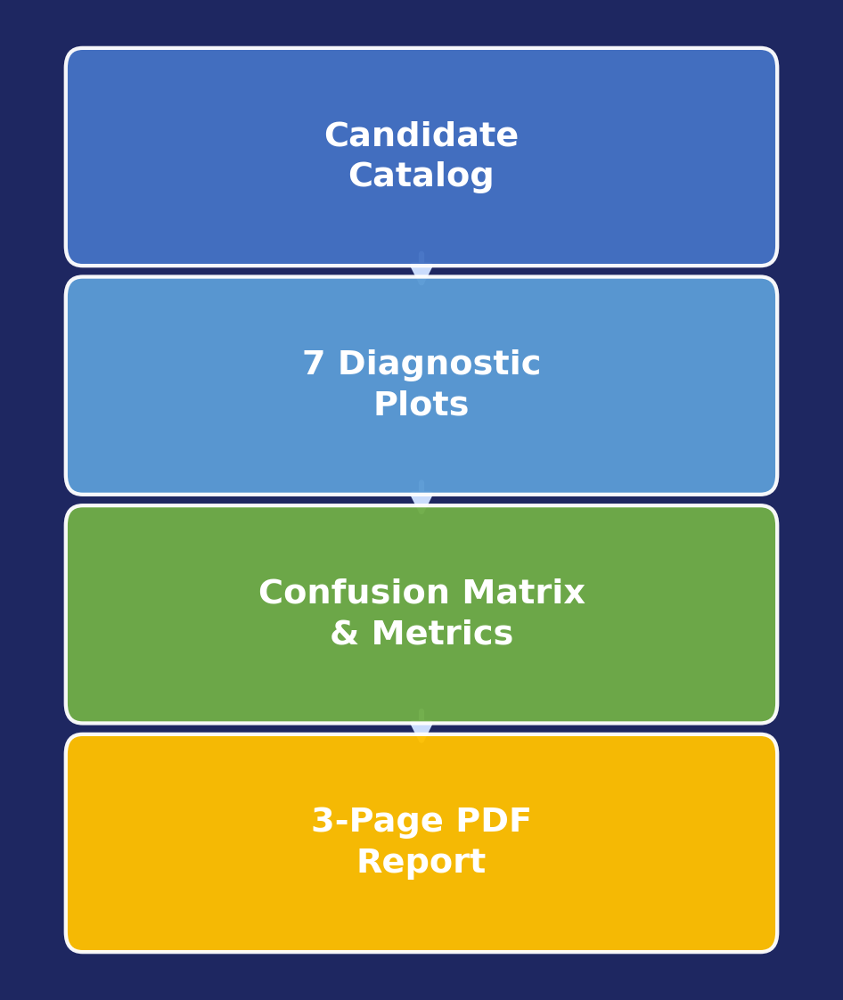 Candidate
Catalog
7 Diagnostic
Plots
Confusion Matrix
& Metrics
3-Page PDF
Report